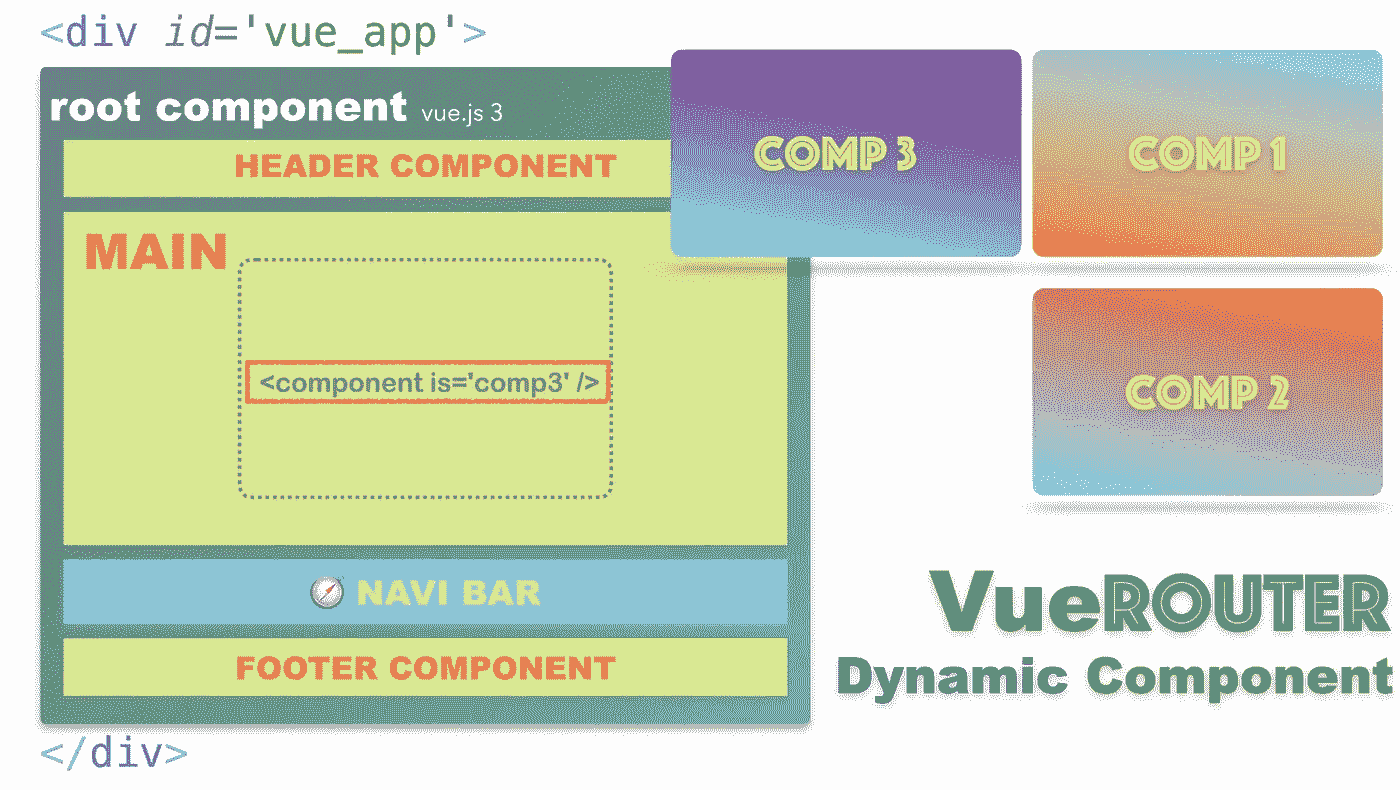 <div id='vue_app'>
root component vue.js 3
HEADER COMPONENT
MAIN
<component is='comp3' />
NAVI BAR
FOOTER COMPONENT
</div>
COMP 3
COMP 1
COMP 2
VueROUTER
Dynamic Component